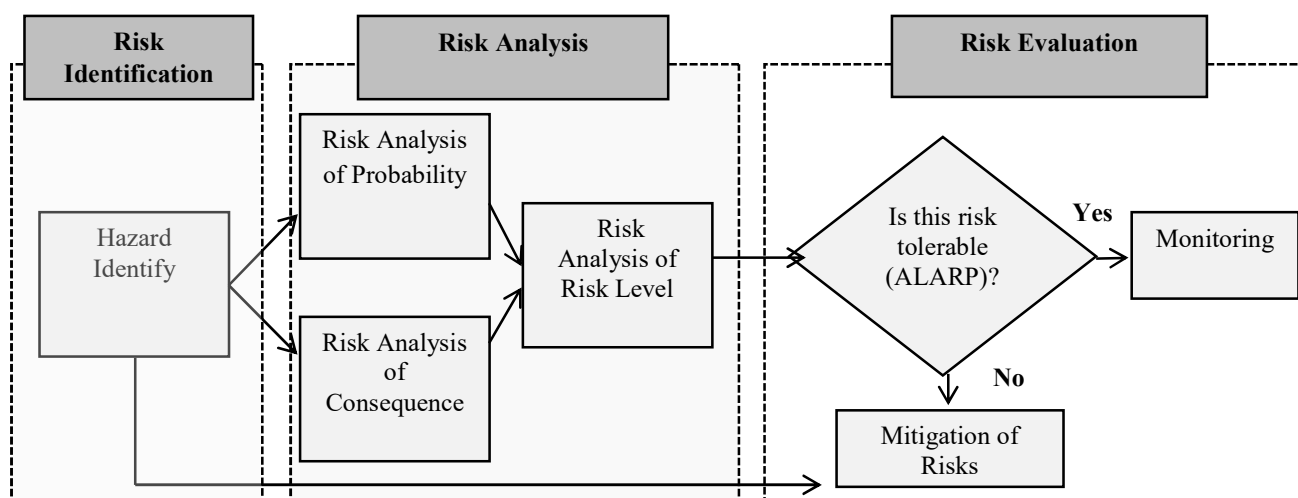 Risk
Identification
Risk Analysis
Risk Evaluation
Hazard
Identify
Risk Analysis
of Probability
Risk Analysis
of
Consequence
Risk
Analysis of
Risk Level
Is this risk
tolerable
(ALARP)?
Yes
Monitoring
No
Mitigation of
Risks